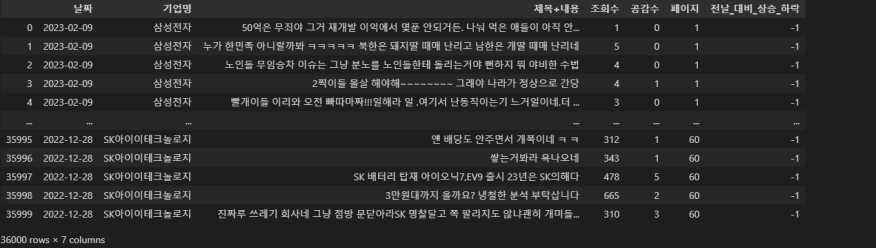 날짜 기업명 제목+내용 조회수 공감수 페이지 전날_대비_상승_하락
0 2023-02-09 삼성전자 50억은 무죄야 그거 재개발 이익에서 몇푼 안되거든. 나눠 먹은 애들이 아직 안... 1 0 1 -1
1 2023-02-09 삼성전자 누가 한민족 아니랄까봐 ㅋㅋㅋㅋㅋ 북한은 돼지딸 때매 난리고 남한은 개딸 때매 난리네 5 0 1 -1
2 2023-02-09 삼성전자 노인들 무임승차 이슈는 그냥 분노를 노인들한테 돌리는거야 뻔하지 뭐 야비한 수법 4 0 1 -1
3 2023-02-09 삼성전자 2찍이들 몰살 해야해~~~~~~~~ 그래야 나라가 정상으로 간당 4 1 1 -1
4 2023-02-09 삼성전자 빨개이들 이리와 오전 빠따마짜!!!일해라 일 .여기서 난동직이는기 느거일이네.더 ... 3 0 1 -1
... ... ... ... ... ... ... ...
35995 2022-12-28 SK아이이테크놀로지 얜 배당도 안주면서 개폭이네 ㅋ ㅋ 312 1 60 -1
35996 2022-12-28 SK아이이테크놀로지 쌓는거봐라 욕나오네 343 1 60 -1
35997 2022-12-28 SK아이이테크놀로지 SK 배터리 탑재 아이오닉7,EV9 출시 23년은 SK의해다 478 5 60 -1
35998 2022-12-28 SK아이이테크놀로지 3만원대까지 올까요? 냉철한 분석 부탁삽니다 665 2 60 -1
35999 2022-12-28 SK아이이테크놀로지 진짜루 쓰레기 회사네 그냥 점방 문닫아라SK 명찰달고 쪽 팔리지도 않냐괜히 개미들... 310 3 60 -1
36000 rows × 7 columns